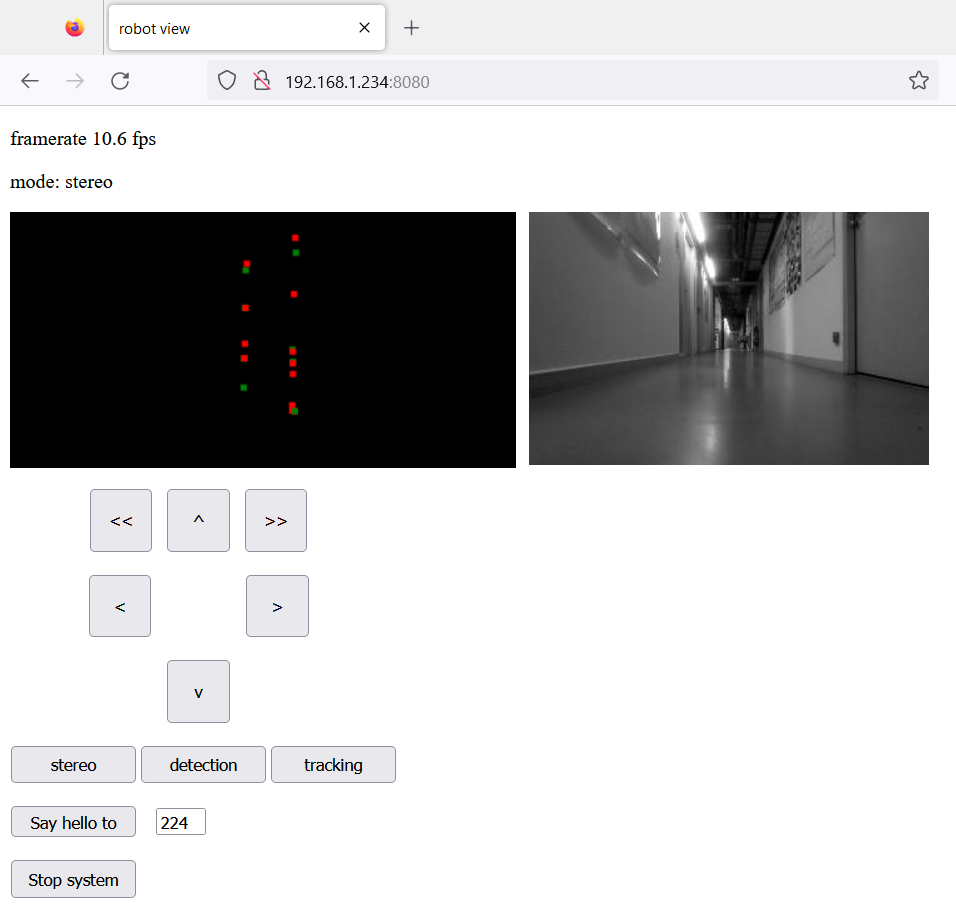 robot view
192.168.1.234:8080
framerate 10.6 fps
mode: stereo
<< ^ >>
< >
v
stereo detection tracking
Say hello to 224
Stop system